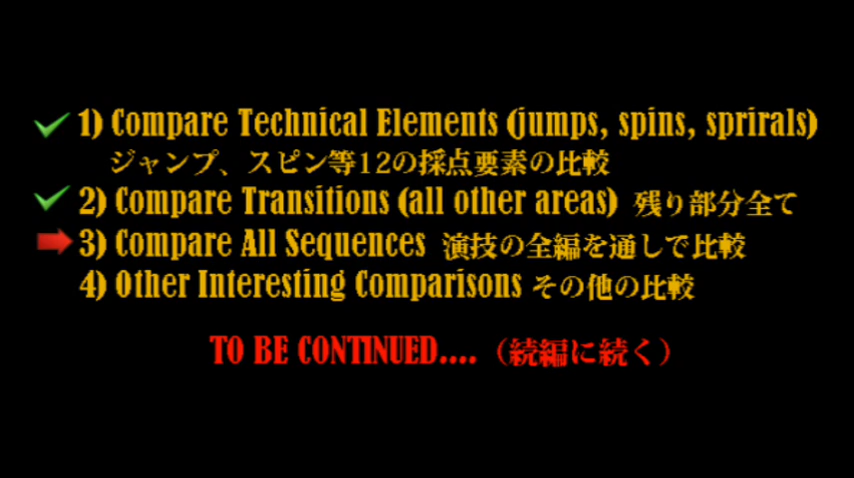 1) Compare Technical Elements (jumps, spins, sprirals)
ジャンプ、スピン等12の採点要素の比較
2) Compare Transitions (all other areas) 残り部分全て
3) Compare All Sequences 演技の全編を通しで比較
4) Other Interesting Comparisons その他の比較
TO BE CONTINUED.... (続編に続く)